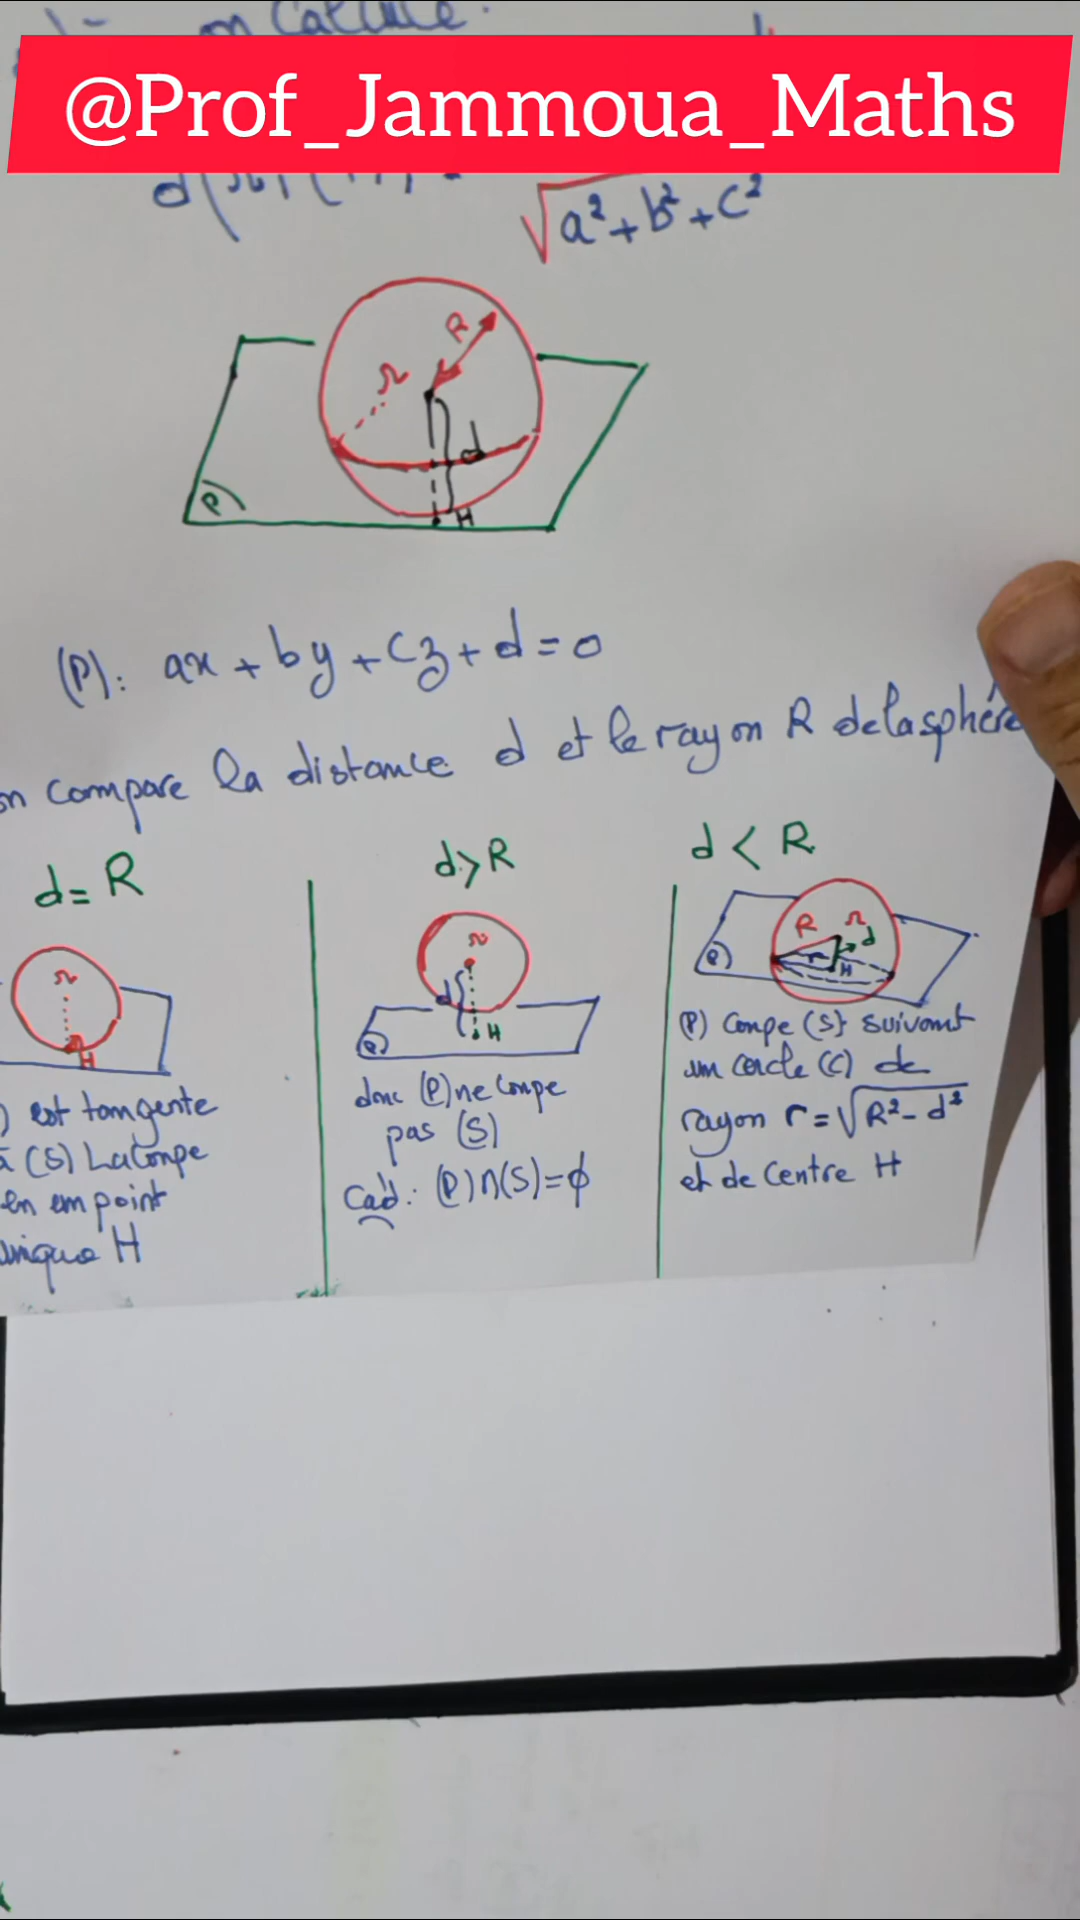 on calcule.
@Prof_Jammoua_Maths
√a²+b²+c²
R
Ω
d
P
H
(P): ax + by + cz + d = 0
on compare la distance d et le rayon R de la sphère
d = R
d > R
d < R
Ω
H
est tangente
à (S) La Coupe
en un point
unique H
Ω
d
H
P
donc (P) ne coupe
pas (S)
Càd: (P)∩(S)=ϕ
R
Ω
d
r
H
P
(P) Coupe (S) suivant
un cercle (C) de
rayon r = √R² - d²
et de Centre H